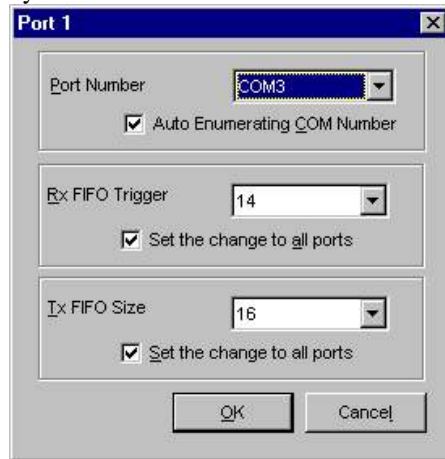 Port 1
Port Number COM3
Auto Enumerating COM Number
Rx FIFO Trigger 14
Set the change to all ports
Tx FIFO Size 16
Set the change to all ports
OK Cancel